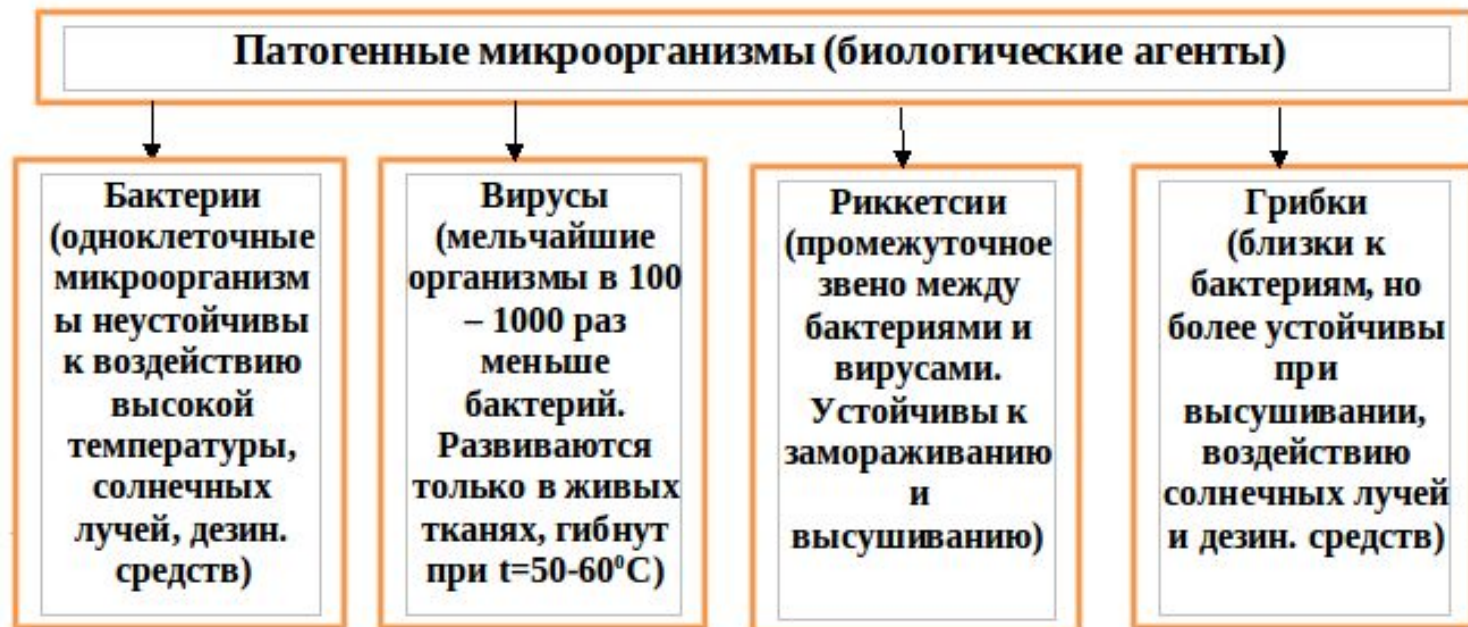 Патогенные микроорганизмы (биологические агенты)
Бактерии
(одноклеточные
микроорганизм
ы неустойчивы
к воздействию
высокой
температуры,
солнечных
лучей, дезин.
средств)
Вирусы
(мельчайшие
организмы в 100
– 1000 раз
меньше
бактерий.
Развиваются
только в живых
тканях, гибнут
при t=50-60⁰С)
Риккетсии
(промежуточное
звено между
бактериями и
вирусами.
Устойчивы к
замораживанию
и
высушиванию)
Грибки
(близки к
бактериям, но
более устойчивы
при
высушивании,
воздействию
солнечных лучей
и дезин. средств)